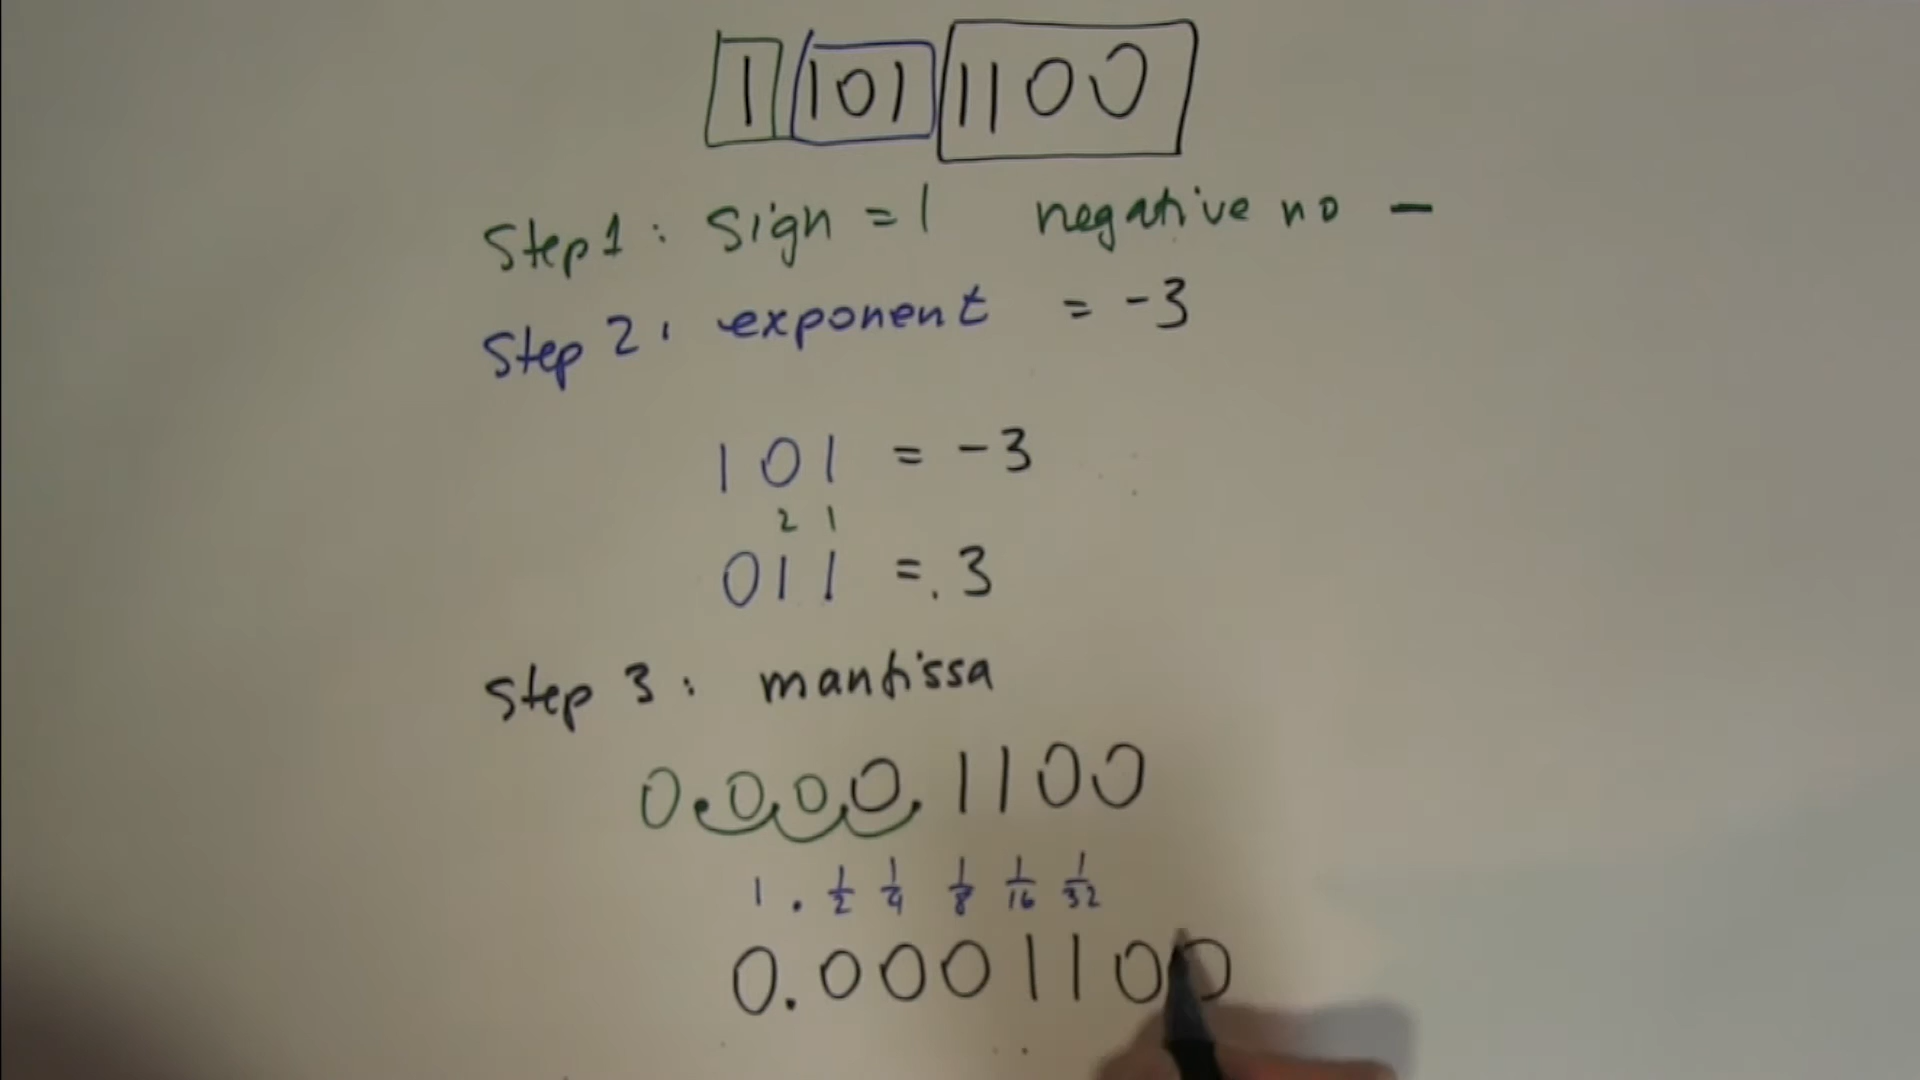 1 101 1100
Step 1: Sign = 1 negative no -
Step 2: exponent = -3
101 = -3
2 1
011 = 3
Step 3: mantissa
0.000.1100
1 . 1/2 1/4 1/8 1/16 1/32
0.0001100